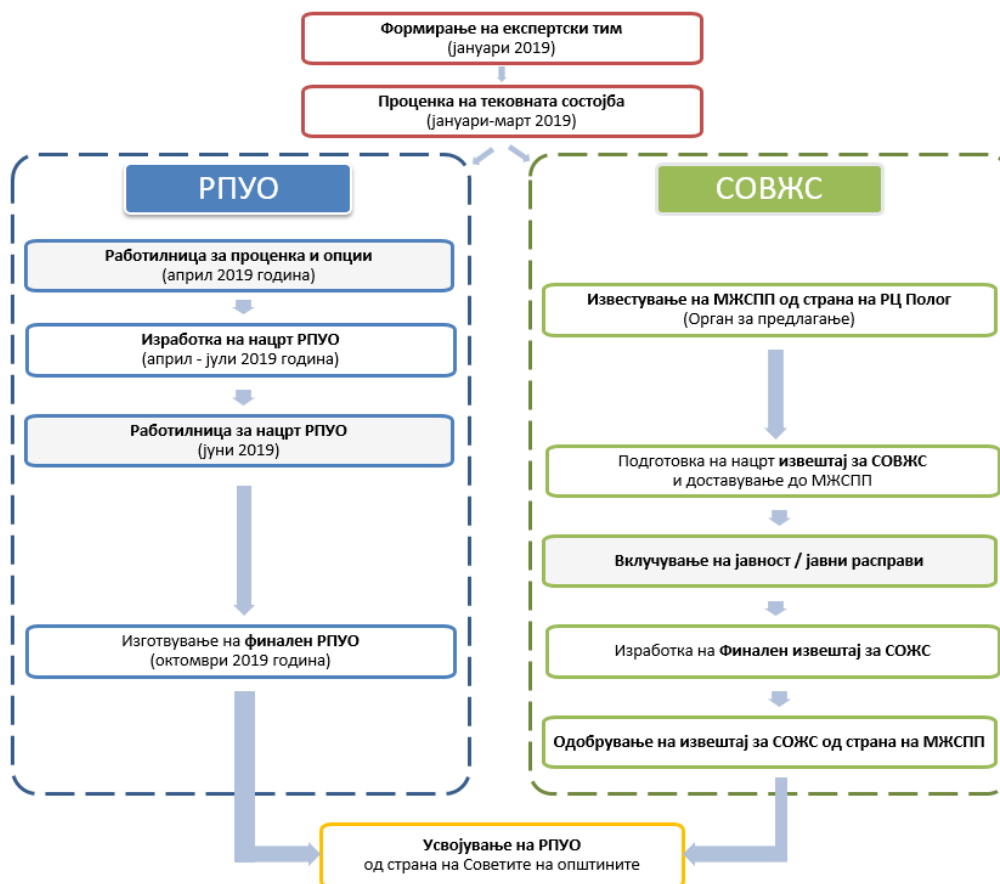 Формирање на експертски тим
(јануари 2019)
Проценка на тековната состојба
(јануари-март 2019)
РПУО
Работилница за проценка и опции
(април 2019 година)
Изработка на нацрт РПУО
(април - јули 2019 година)
Работилница за нацрт РПУО
(јуни 2019)
Изготвување на финален РПУО
(октомври 2019 година)
СОВЖС
Известување на МЖСПП од страна на РЦ Полог
(Орган за предлагање)
Подготовка на нацрт извештај за СОВЖС
и доставување до МЖСПП
Вклучување на јавност / јавни расправи
Изработка на Финален извештај за СОЖС
Одобрување на извештај за СОЖС од страна на МЖСПП
Усвојување на РПУО
од страна на Советите на општините